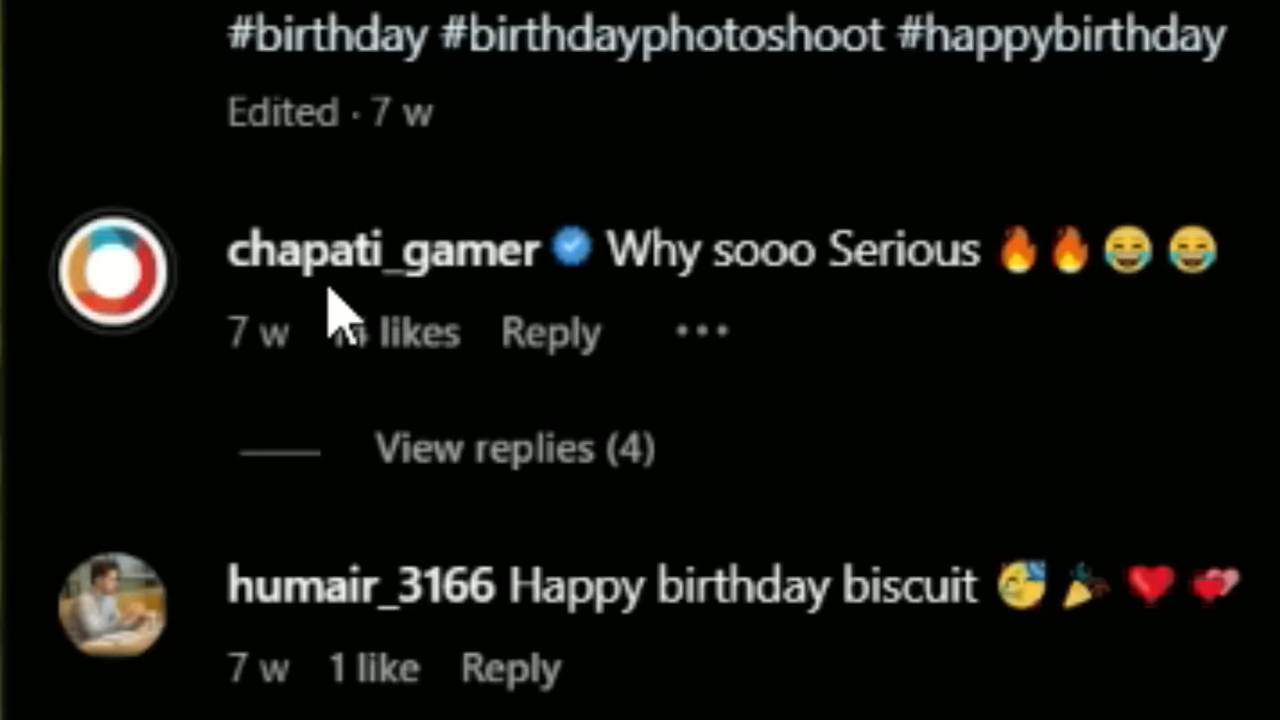 #birthday #birthdayphotoshoot #happybirthday
Edited · 7 w
chapati_gamer Why sooo Serious 🔥🔥😂😂
7 w likes Reply •••
View replies (4)
humair_3166 Happy birthday biscuit 🥳🎉❤️💕
7 w 1 like Reply